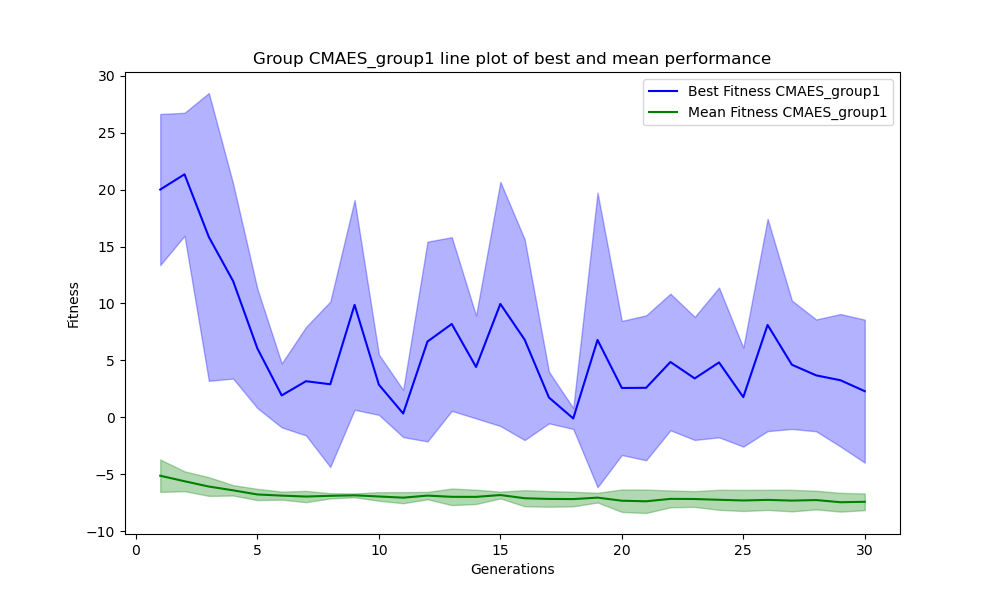 Group CMAES_group1 line plot of best and mean performance
Best Fitness CMAES_group1
Mean Fitness CMAES_group1
Fitness
30
25
20
15
10
5
0
−5
−10
0 5 10 15 20 25 30
Generations